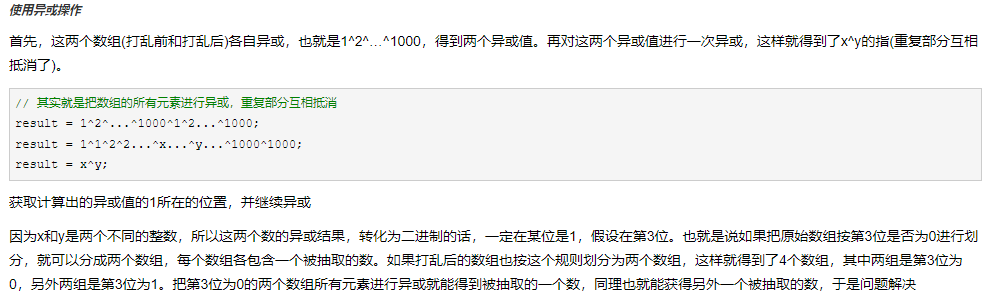 使用异或操作
首先，这两个数组(打乱前和打乱后)各自异或，也就是1^2^…^1000，得到两个异或值。再对这两个异或值进行一次异或，这样就得到了x^y的指(重复部分互相
抵消了)。
// 其实就是把数组的所有元素进行异或，重复部分互相抵消
result = 1^2^...^1000^1^2...^1000;
result = 1^1^2^2...^x...^y...^1000^1000;
result = x^y;
获取计算出的异或值的1所在的位置，并继续异或
因为x和y是两个不同的整数，所以这两个数的异或结果，转化为二进制的话，一定在某位是1，假设在第3位。也就是说如果把原始数组按第3位是否为0进行划
分，就可以分成两个数组，每个数组各包含一个被抽取的数。如果打乱后的数组也按这个规则划分为两个数组，这样就得到了4个数组，其中两组是第3位为
0，另外两组是第3位为1。把第3位为0的两个数组所有元素进行异或就能得到被抽取的一个数，同理也就能获得另外一个被抽取的数，于是问题解决